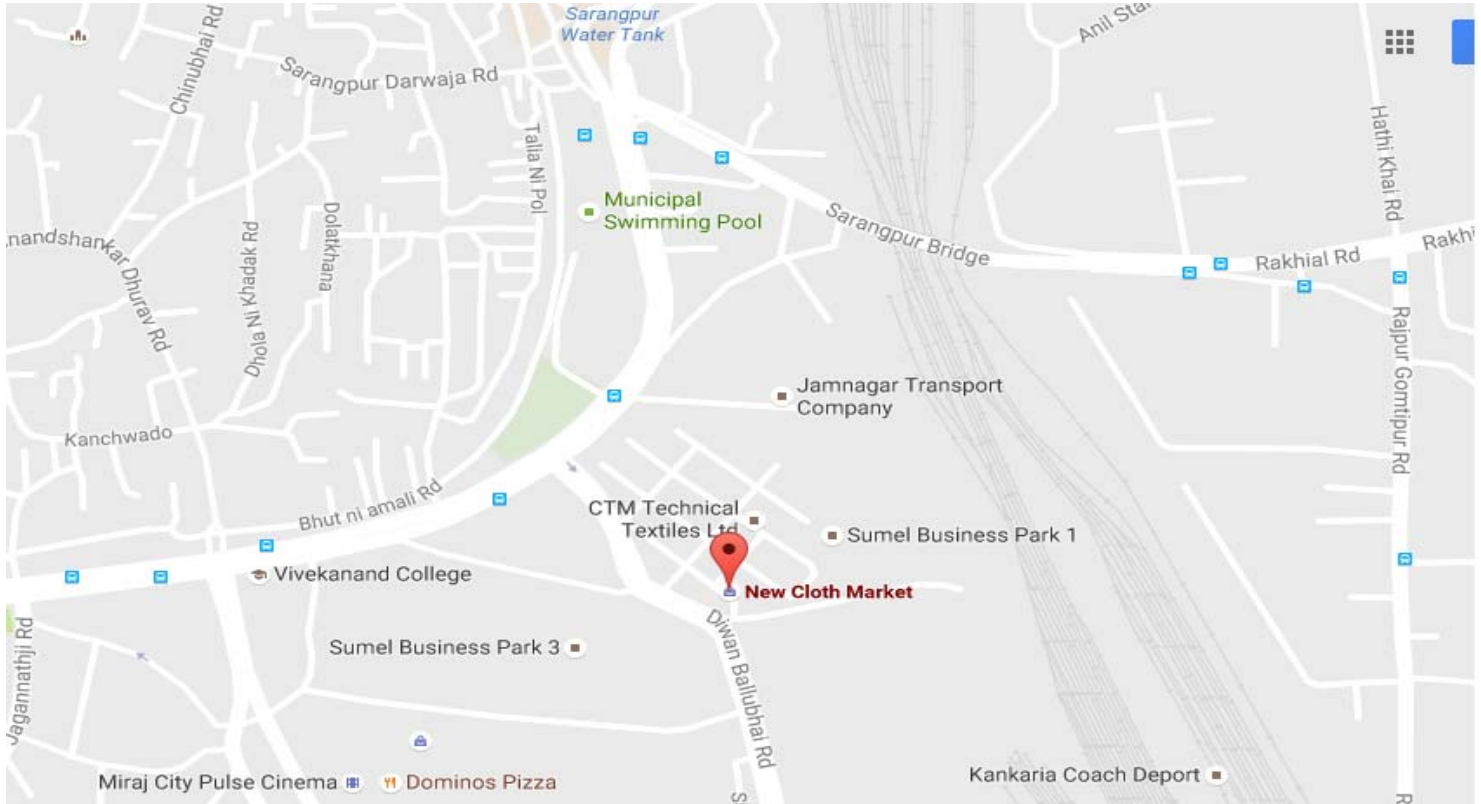 Sarangpur
Water Tank
Anil Star
Chinubhai Rd
Sarangpur Darwaja Rd
Hathi Khai Rd
Talia Ni Pol
Municipal
Swimming Pool
Dolatkhana
Dhola Ni Khadak Rd
nandshankar Dhurav Rd
Sarangpur Bridge
Rakhial Rd
Rakhi
Rajpur Gomtipur Rd
Jamnagar Transport
Company
Kanchwado
Bhut ni amali Rd
CTM Technical
Textiles Ltd
Sumel Business Park 1
Vivekanand College
New Cloth Market
Diwan Ballubhai Rd
Sumel Business Park 3
Jagannathji Rd
Miraj City Pulse Cinema
Dominos Pizza
Kankaria Coach Deport
S
R